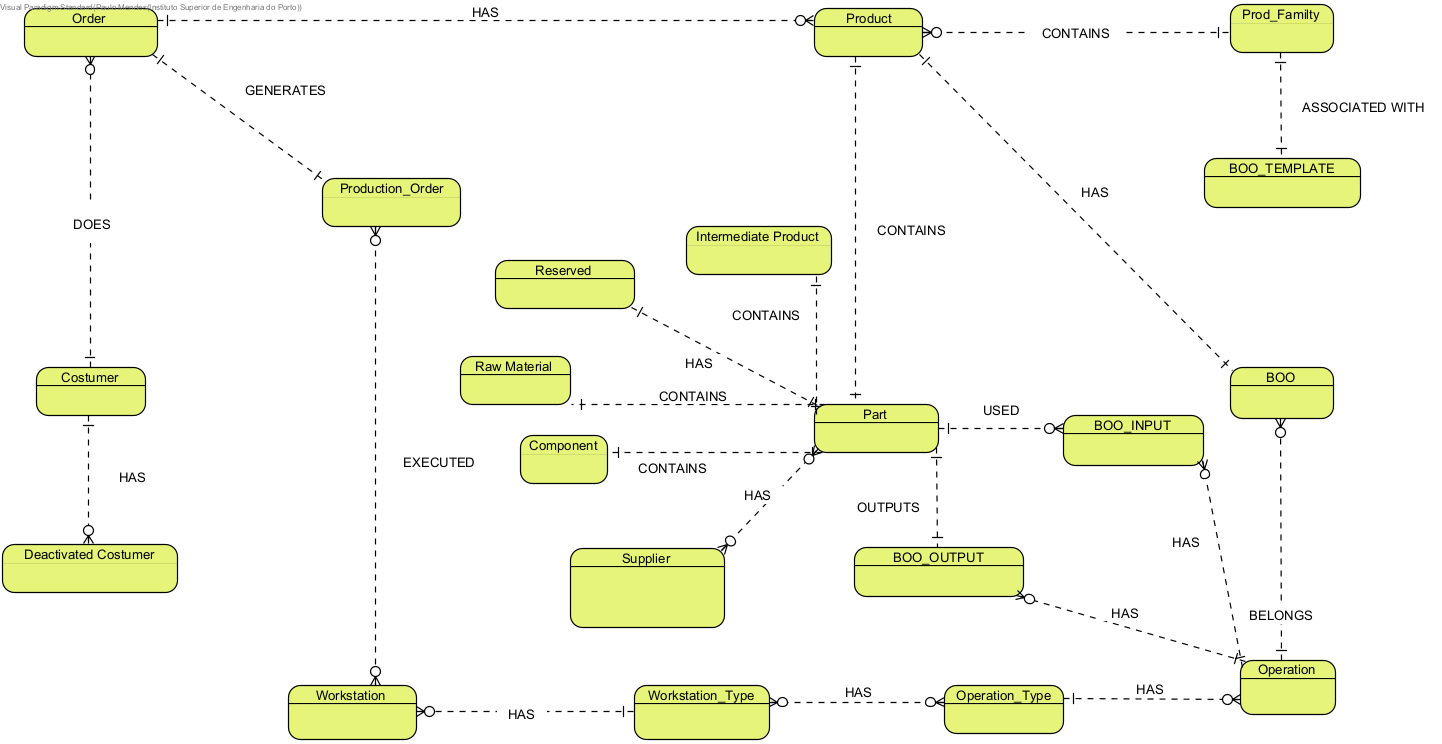 Visual Paradigm Standard(Paulo Mendes(Instituto Superior de Engenharia do Porto))
Order
HAS
Product
CONTAINS
Prod_Familty
GENERATES
ASSOCIATED WITH
BOO_TEMPLATE
Production_Order
HAS
DOES
CONTAINS
Intermediate Product
Reserved
CONTAINS
HAS
Raw Material
CONTAINS
Costumer
BOO
Part
USED
BOO_INPUT
Component
CONTAINS
EXECUTED
HAS
HAS
OUTPUTS
HAS
Deactivated Costumer
Supplier
BOO_OUTPUT
HAS
BELONGS
Operation
Workstation
HAS
Workstation_Type
HAS
Operation_Type
HAS